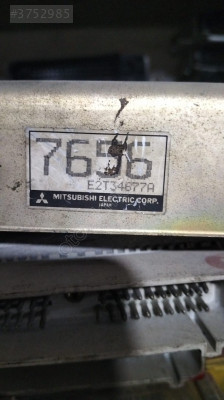 #3752985
7656
E2T34677A
MITSUBISHI ELECTRIC CORP.
JAPAN